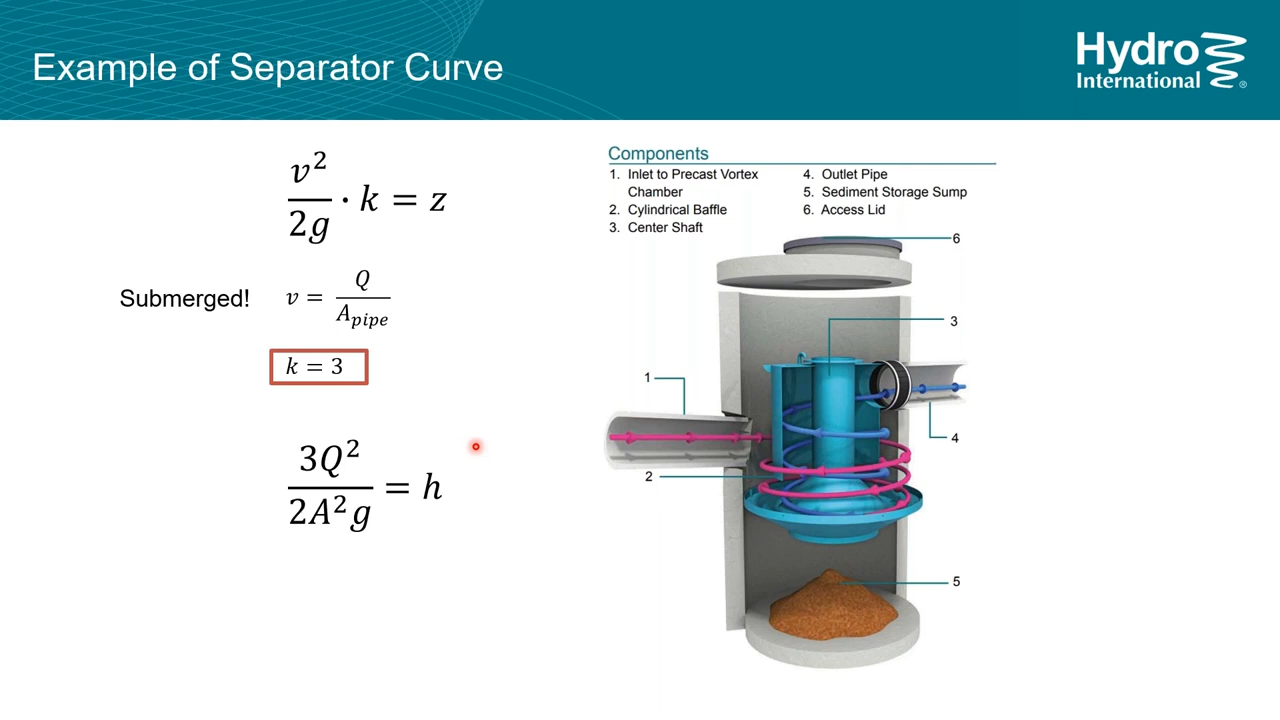 Example of Separator Curve
Hydro
International
®
v²/2g · k = z
Submerged!
v = Q/A_pipe
k = 3
3Q²/2A²g = h
Components
1. Inlet to Precast Vortex
Chamber
2. Cylindrical Baffle
3. Center Shaft
4. Outlet Pipe
5. Sediment Storage Sump
6. Access Lid
6
3
1
4
2
5